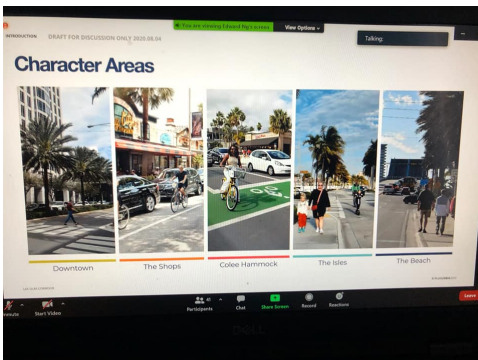 You are viewing Edward Ng's screen View Options
INTRODUCTION DRAFT FOR DISCUSSION ONLY 2020.06.04
Talking:
Character Areas
Downtown
The Shops
Colee Hammock
The Isles
The Beach
Start Video
Participants
Chat
Share Screen
Record
Reactions
Leave
DELL